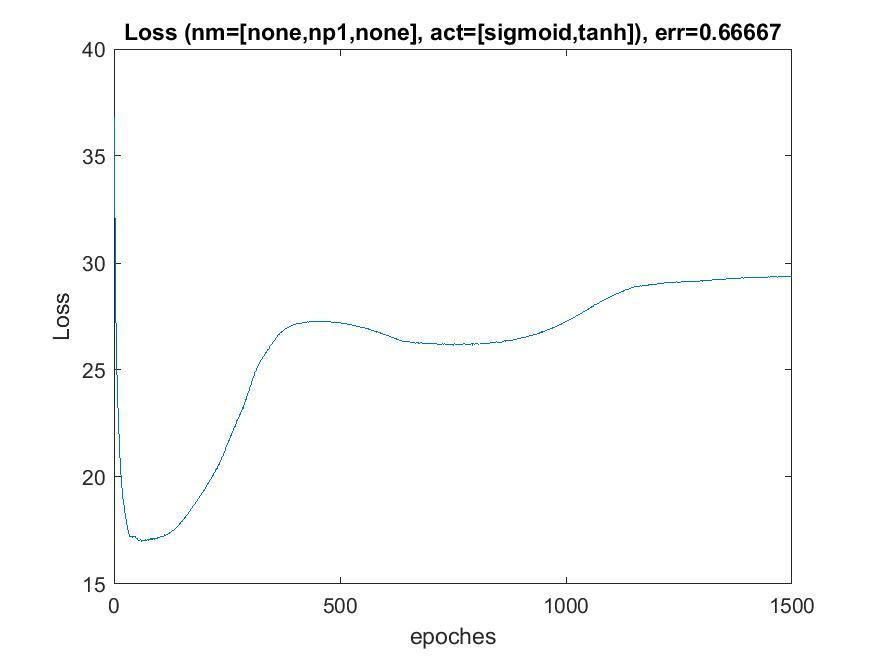 Loss (nm=[none,np1,none], act=[sigmoid,tanh]), err=0.66667
40
35
30
25
20
15
Loss
0 500 1000 1500
epoches